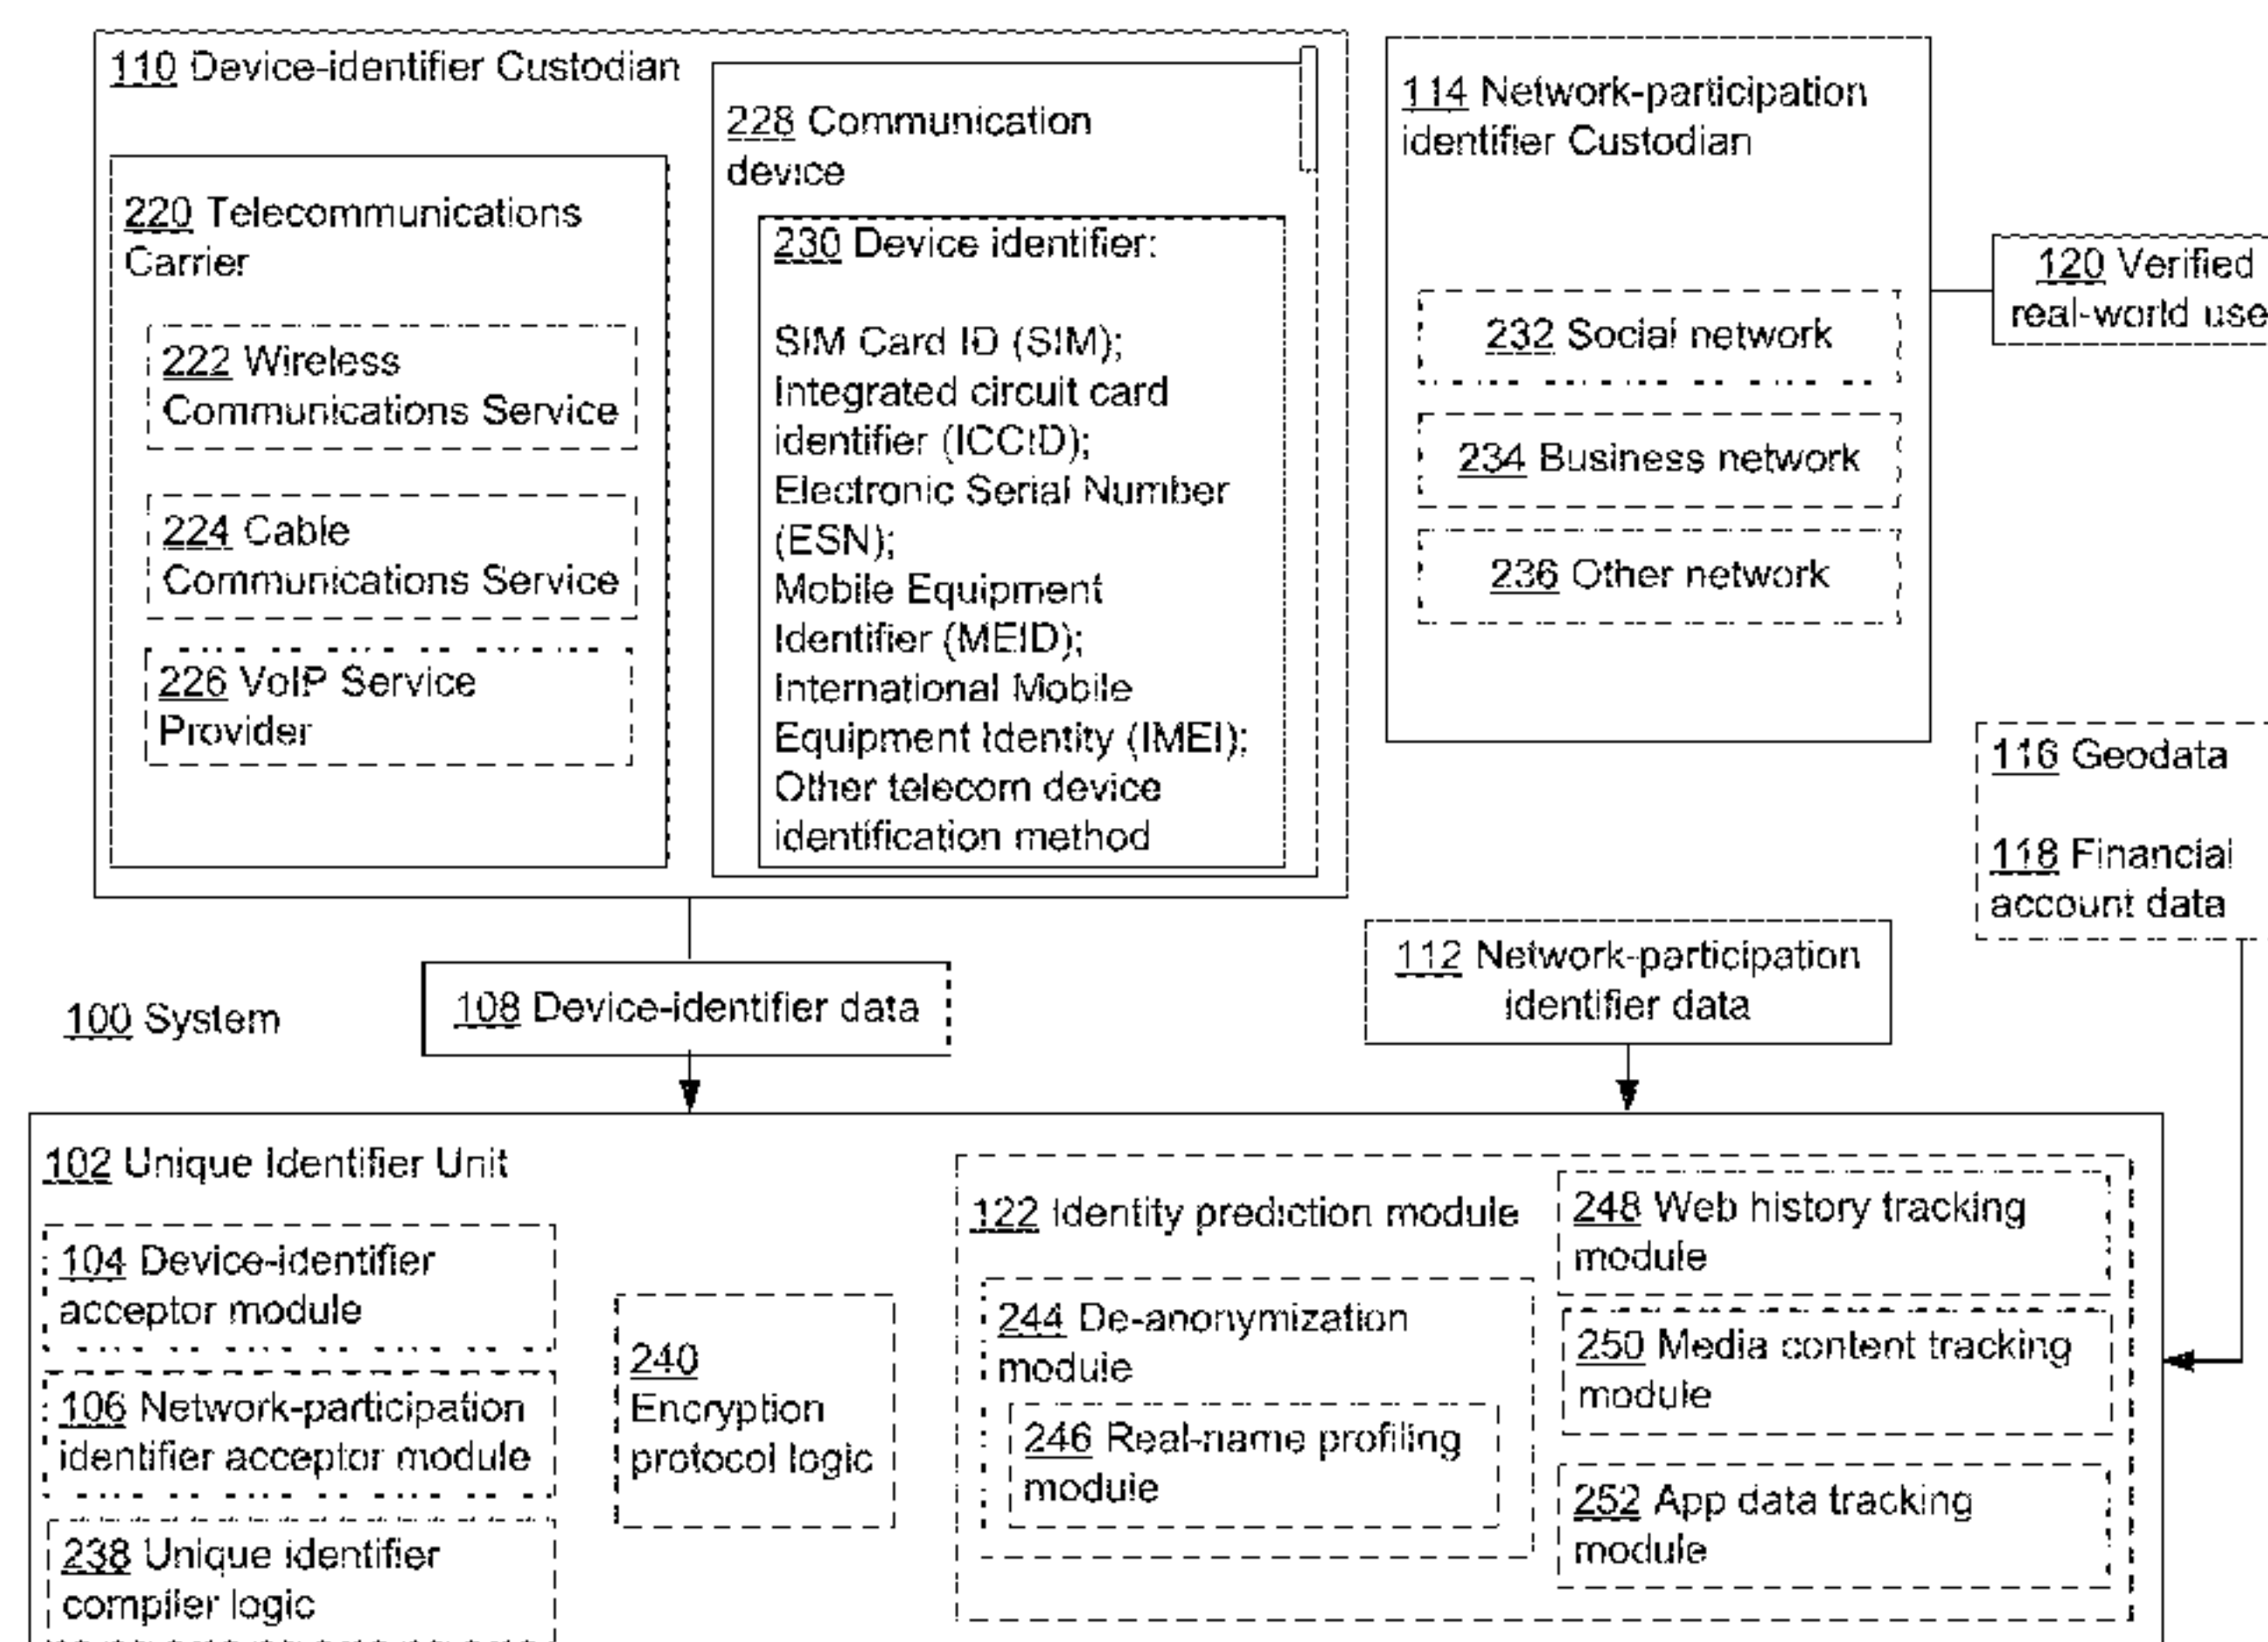 110 Device-identifier Custodian
220 Telecommunications
Carrier
222 Wireless
Communications Service
224 Cable
Communications Service
226 VoIP Service
Provider
228 Communication
device
230 Device identifier:
SIM Card ID (SIM);
Integrated circuit card
identifier (ICCID);
Electronic Serial Number
(ESN);
Mobile Equipment
Identifier (MEID);
International Mobile
Equipment Identity (IMEI);
Other telecom device
identification method
114 Network-participation
identifier Custodian
232 Social network
234 Business network
236 Other network
120 Verified
real-world use
116 Geodata
118 Financial
account data
100 System
108 Device-identifier data
112 Network-participation
identifier data
102 Unique Identifier Unit
104 Device-identifier
acceptor module
106 Network-participation
identifier acceptor module
238 Unique identifier
compiler logic
240
Encryption
protocol logic
122 Identity prediction module
244 De-anonymization
module
246 Real-name profiling
module
248 Web history tracking
module
250 Media content tracking
module
252 App data tracking
module